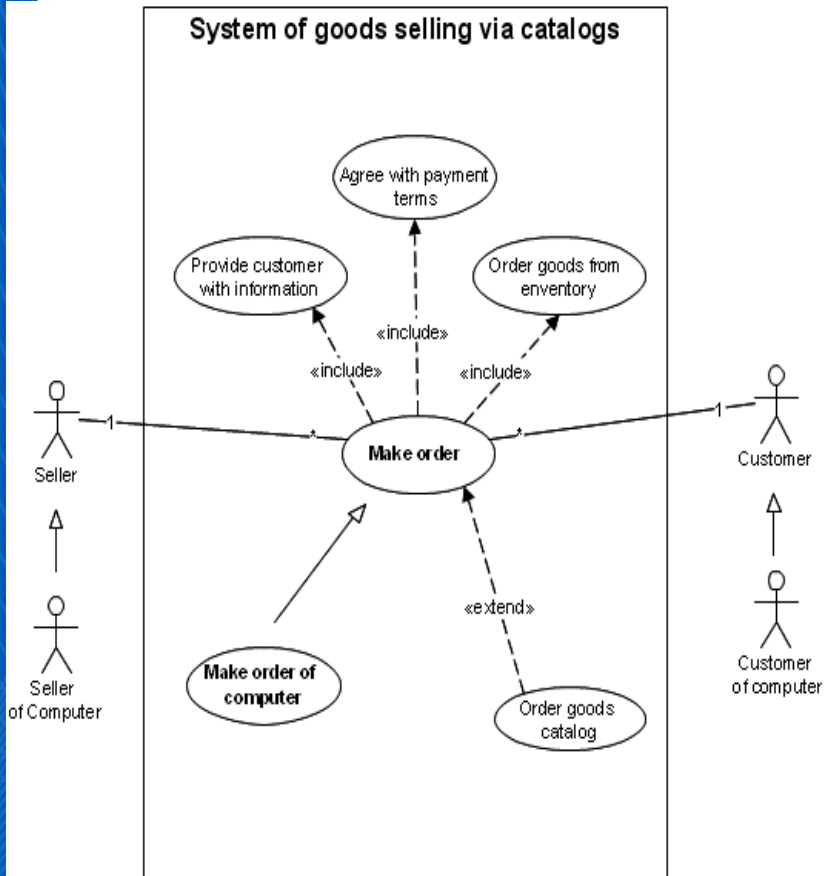 System of goods selling via catalogs
Agree with payment
terms
Provide customer
with information
Order goods from
enventory
«include»
«include»
«include»
1
*
Make order
*
1
Seller
Customer
«extend»
Make order of
computer
Seller
of Computer
Order goods
catalog
Customer
of computer